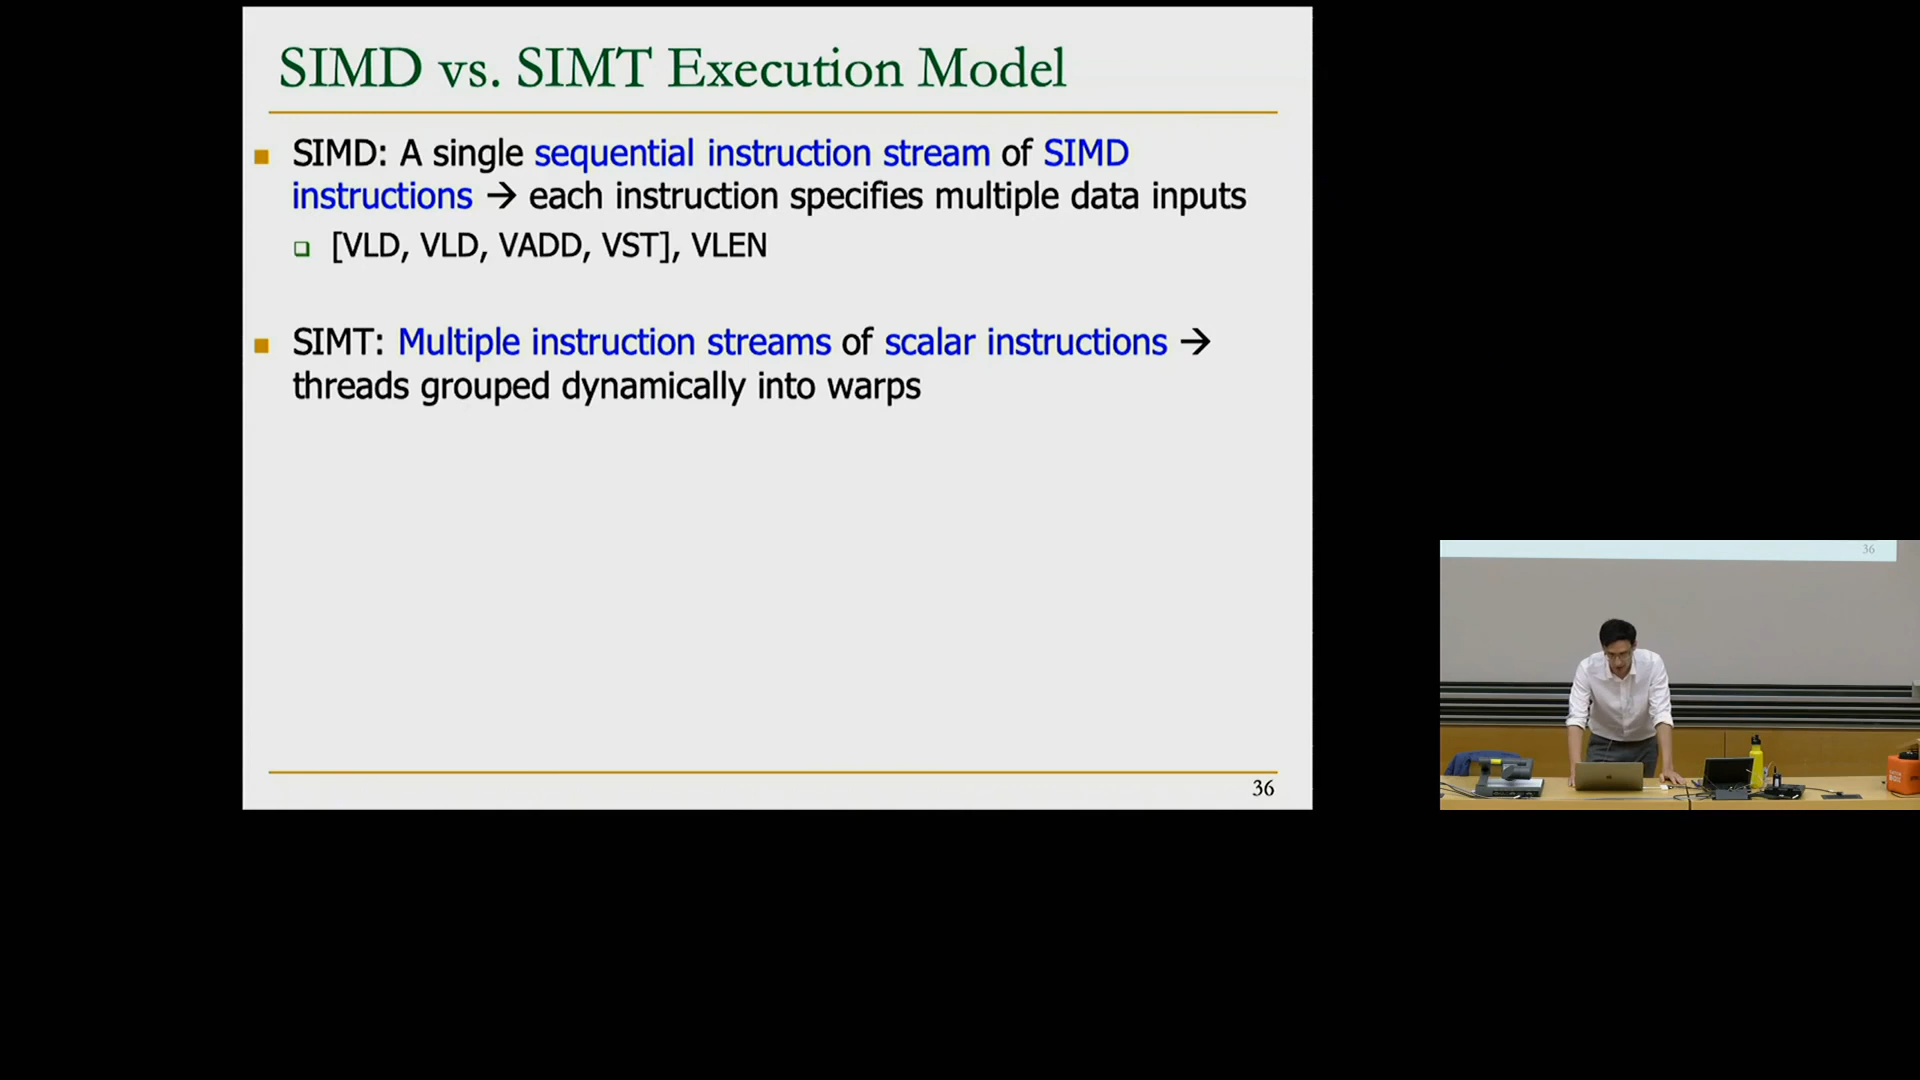 SIMD vs. SIMT Execution Model
SIMD: A single sequential instruction stream of SIMD
instructions → each instruction specifies multiple data inputs
[VLD, VLD, VADD, VST], VLEN
SIMT: Multiple instruction streams of scalar instructions →
threads grouped dynamically into warps
36
36